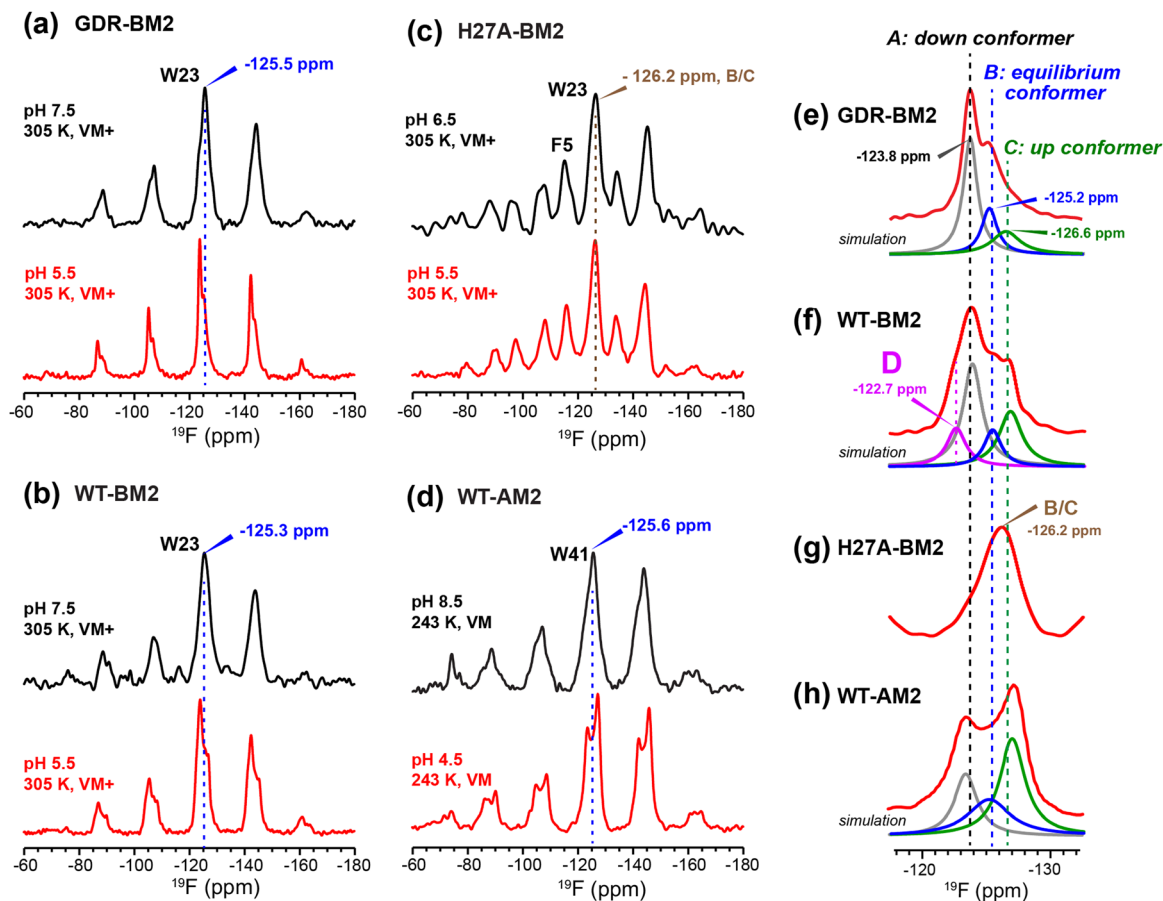 (a) GDR-BM2
W23
-125.5 ppm
pH 7.5
305 K, VM+
pH 5.5
305 K, VM+
-60 -80 -100 -120 -140 -160 -180
¹⁹F (ppm)
(b) WT-BM2
W23
-125.3 ppm
pH 7.5
305 K, VM+
pH 5.5
305 K, VM+
-60 -80 -100 -120 -140 -160 -180
¹⁹F (ppm)
(c) H27A-BM2
W23
- 126.2 ppm, B/C
F5
pH 6.5
305 K, VM+
pH 5.5
305 K, VM+
-60 -80 -100 -120 -140 -160 -180
¹⁹F (ppm)
(d) WT-AM2
W41
-125.6 ppm
pH 8.5
243 K, VM
pH 4.5
243 K, VM
-60 -80 -100 -120 -140 -160 -180
¹⁹F (ppm)
A: down conformer
B: equilibrium
conformer
C: up conformer
(e)
GDR-BM2
-123.8 ppm
-125.2 ppm
-126.6 ppm
simulation
(f) WT-BM2
D
-122.7 ppm
simulation
B/C
-126.2 ppm
(g)
H27A-BM2
(h) WT-AM2
simulation
-120 -130
¹⁹F (ppm)